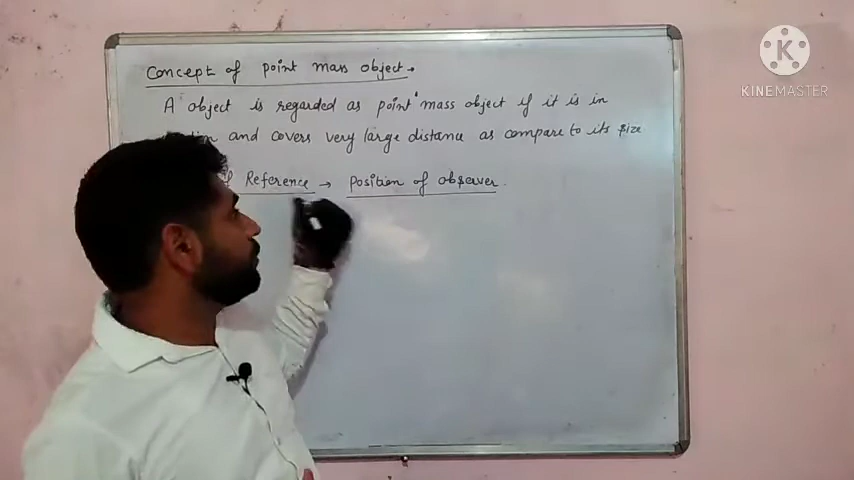 Concept of point mass object →
A object is regarded as point mass object if it is in
and covers very large distance as compare to its size
of Reference → Position of observer.
KINEMASTER